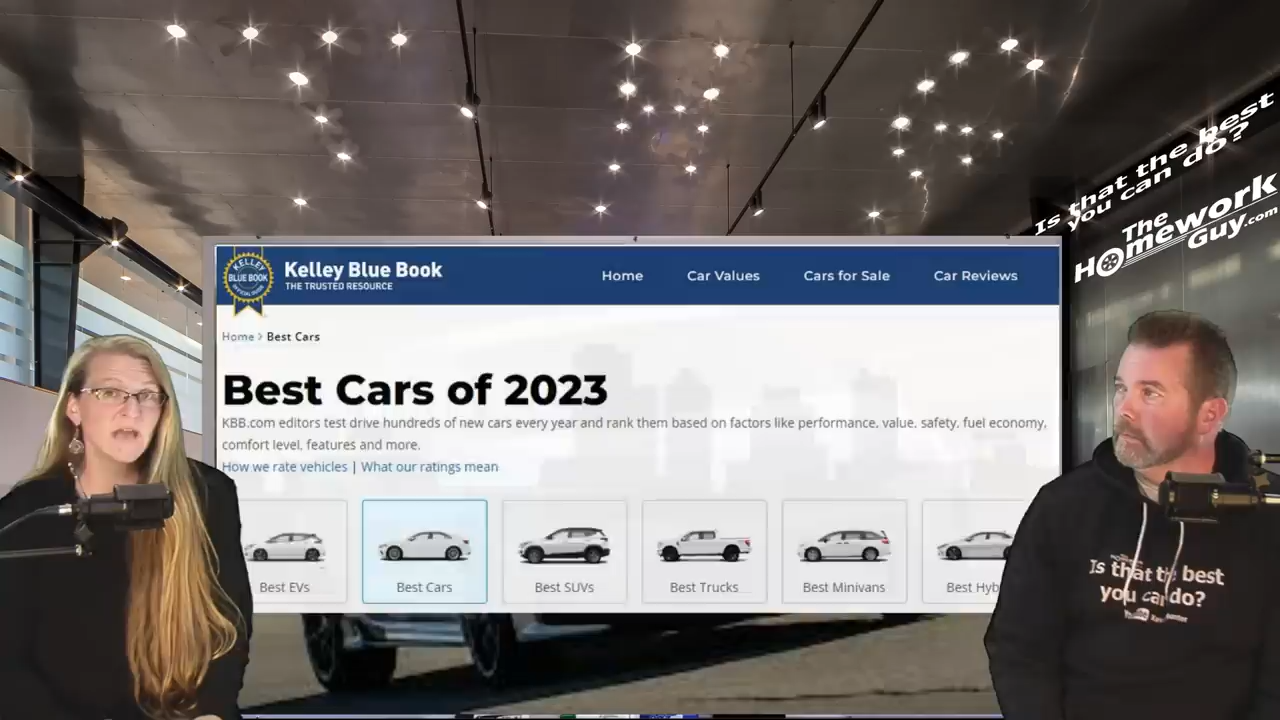 Is that the best
you can do?
The
Homework
Guy.com
KELLEY
BLUE BOOK
Kelley Blue Book
THE TRUSTED RESOURCE
Home
Car Values
Cars for Sale
Car Reviews
Home > Best Cars
Best Cars of 2023
KBB.com editors test drive hundreds of new cars every year and rank them based on factors like performance, value, safety, fuel economy,
comfort level, features and more.
How we rate vehicles | What our ratings mean
Best EVs
Best Cars
Best SUVs
Best Trucks
Best Minivans
Best Hyb
Is that the best
you can do?